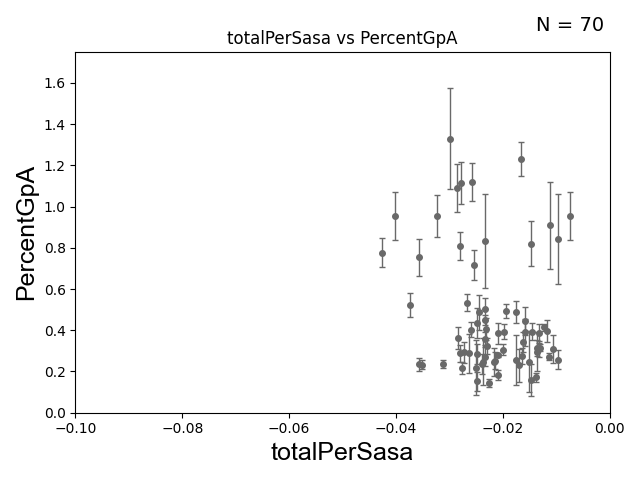 N = 70
totalPerSasa vs PercentGpA
PercentGpA
1.6
1.4
1.2
1.0
0.8
0.6
0.4
0.2
0.0
−0.10 −0.08 −0.06 −0.04 −0.02 0.00
totalPerSasa